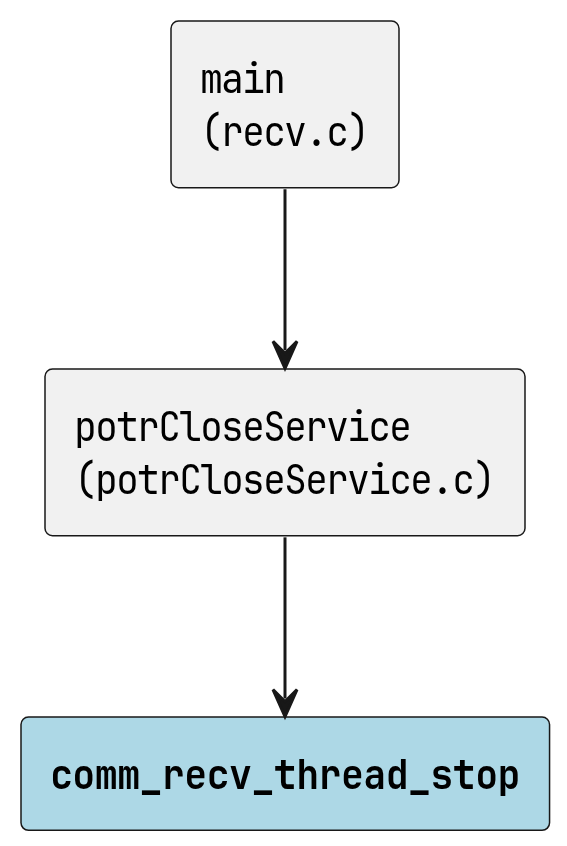 main
(recv.c)
potrCloseService
(potrCloseService.c)
comm_recv_thread_stop